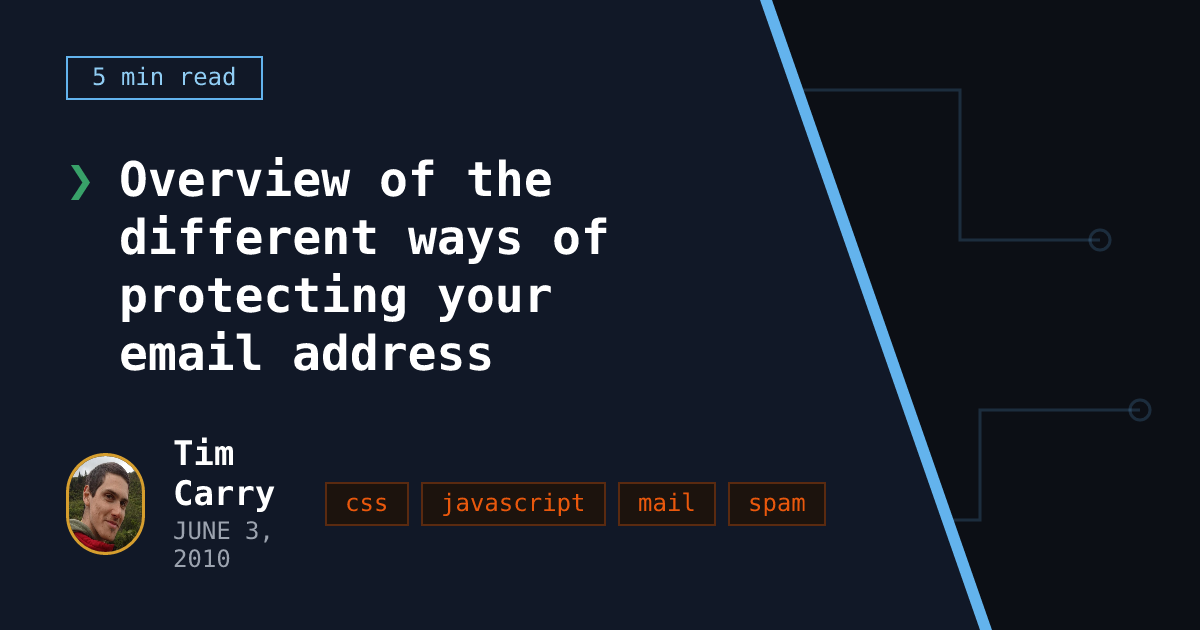 5 min read
❯ Overview of the
different ways of
protecting your
email address
Tim
Carry
JUNE 3,
2010
css javascript mail spam